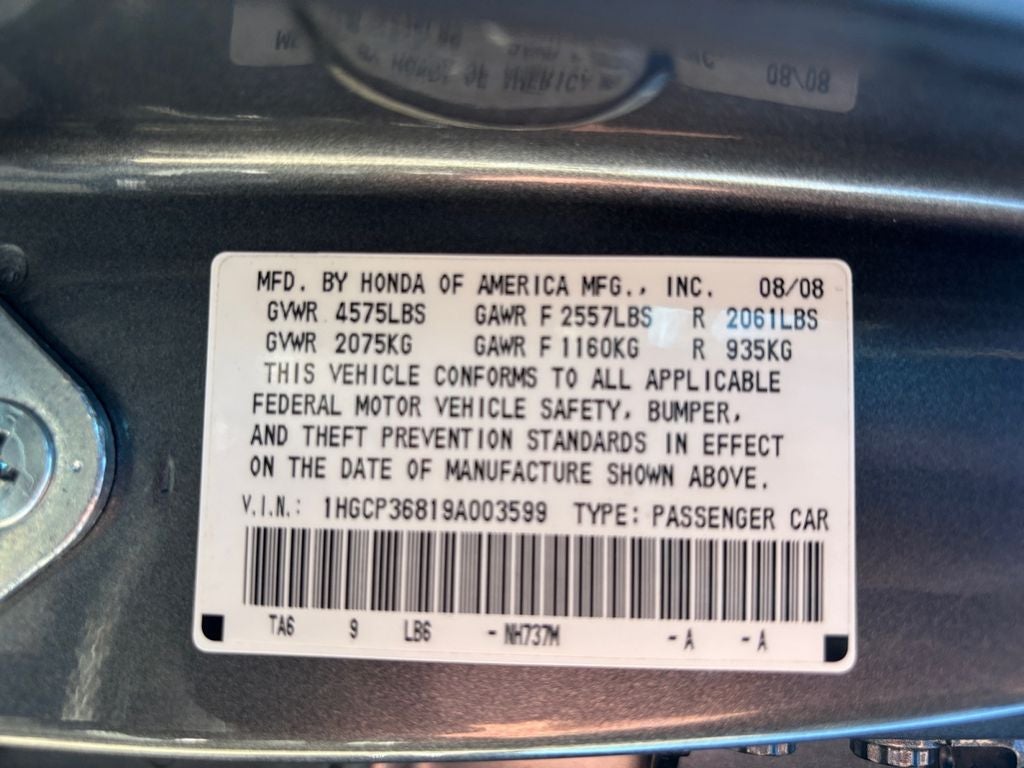 MFD. BY HONDA OF AMERICA MFG., INC. 08/08
GVWR 4575LBS GAWR F 2557LBS R 2061LBS
GVWR 2075KG GAWR F 1160KG R 935KG
THIS VEHICLE CONFORMS TO ALL APPLICABLE
FEDERAL MOTOR VEHICLE SAFETY, BUMPER,
AND THEFT PREVENTION STANDARDS IN EFFECT
ON THE DATE OF MANUFACTURE SHOWN ABOVE.
V.I.N.: 1HGCP36819A003599 TYPE: PASSENGER CAR
TA6 9 LB6 - NH737M - A - A